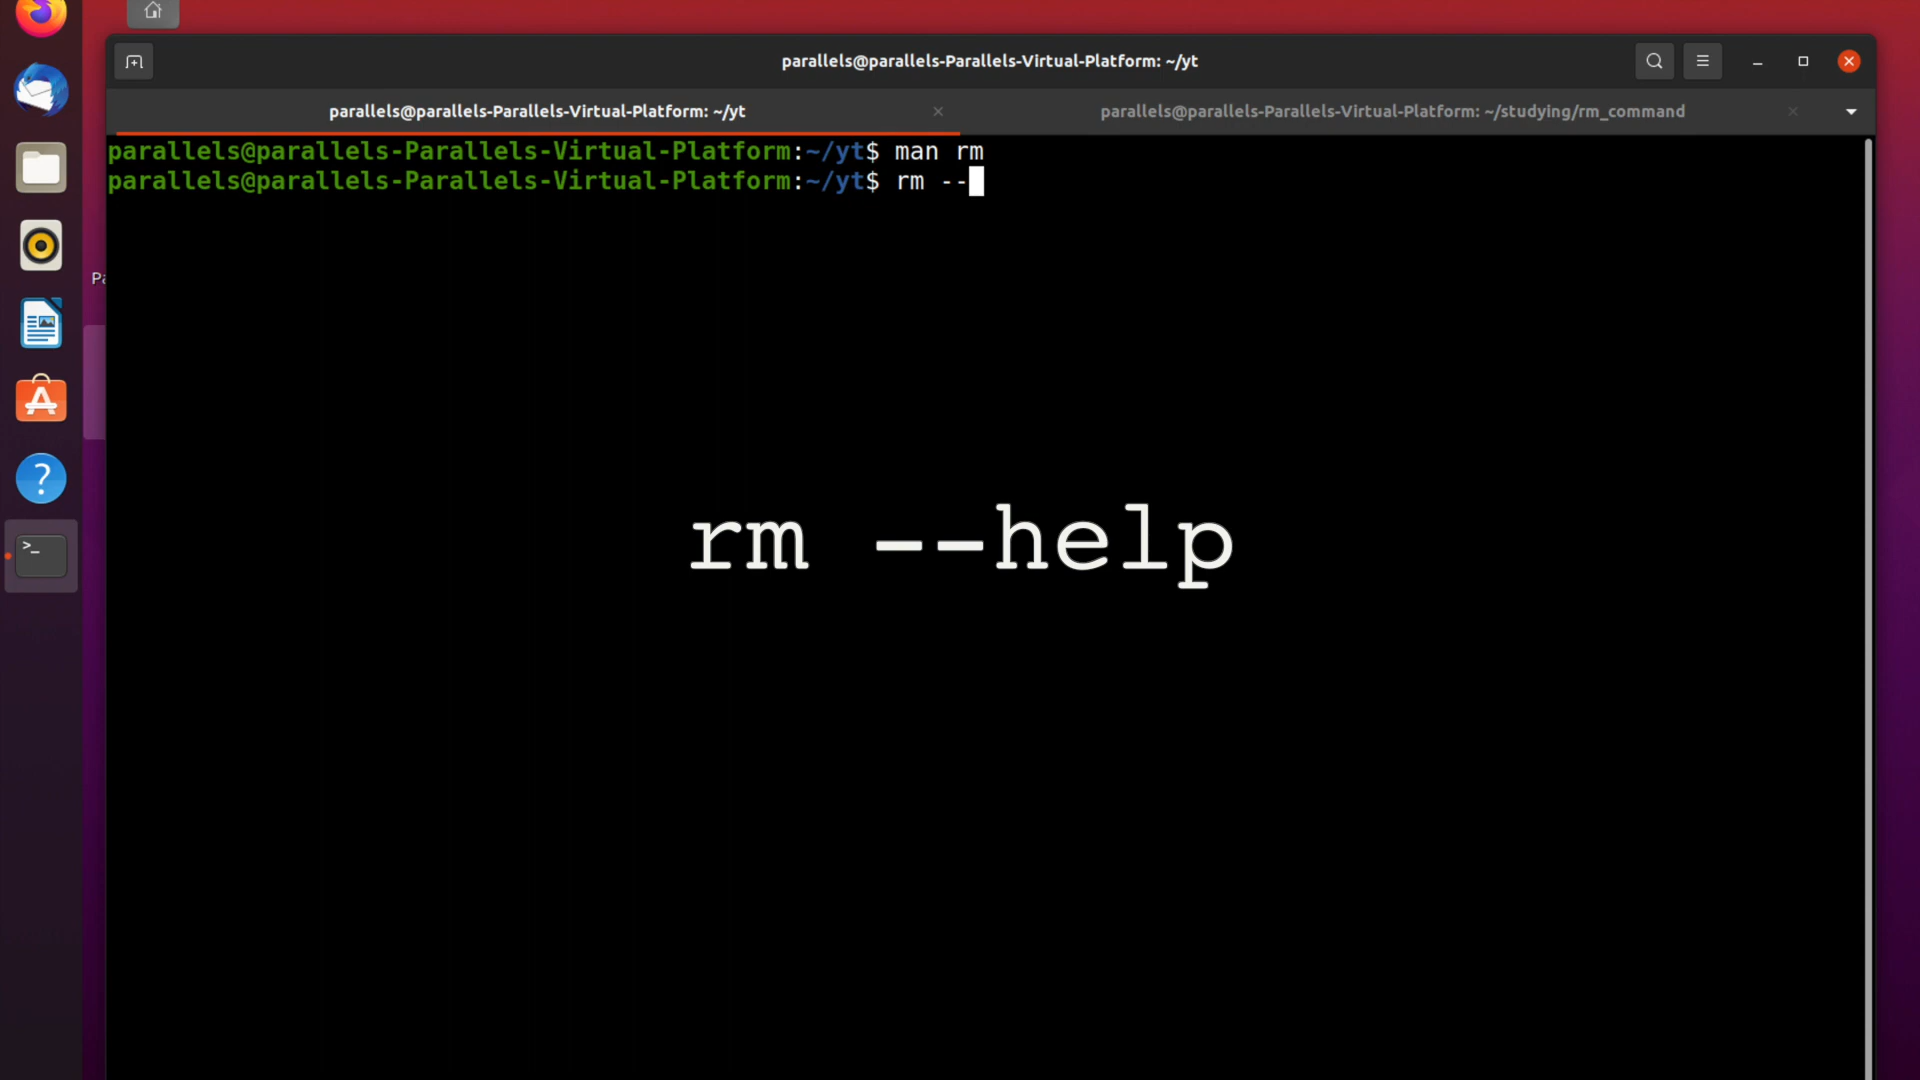 parallels@parallels-Parallels-Virtual-Platform: ~/yt
parallels@parallels-Parallels-Virtual-Platform: ~/yt
parallels@parallels-Parallels-Virtual-Platform: ~/studying/rm_command
parallels@parallels-Parallels-Virtual-Platform:~/yt$ man rm
parallels@parallels-Parallels-Virtual-Platform:~/yt$ rm --
Pa
rm --help